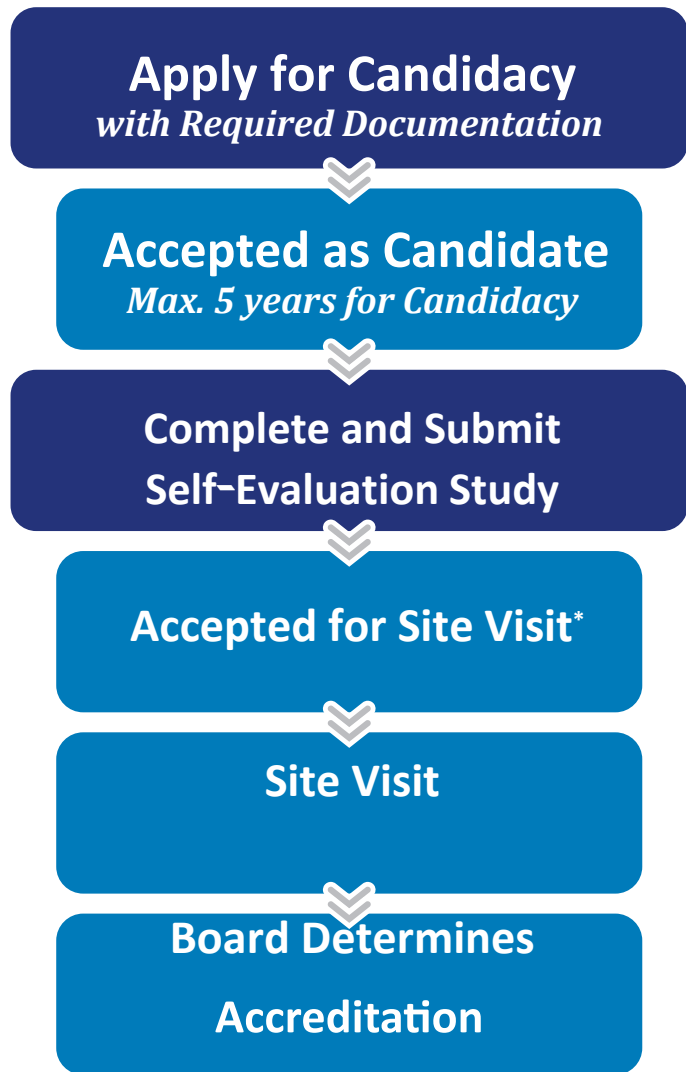 Apply for Candidacy
with Required Documentation
Accepted as Candidate
Max. 5 years for Candidacy
Complete and Submit
Self-Evaluation Study
Accepted for Site Visit*
Site Visit
Board Determines
Accreditation